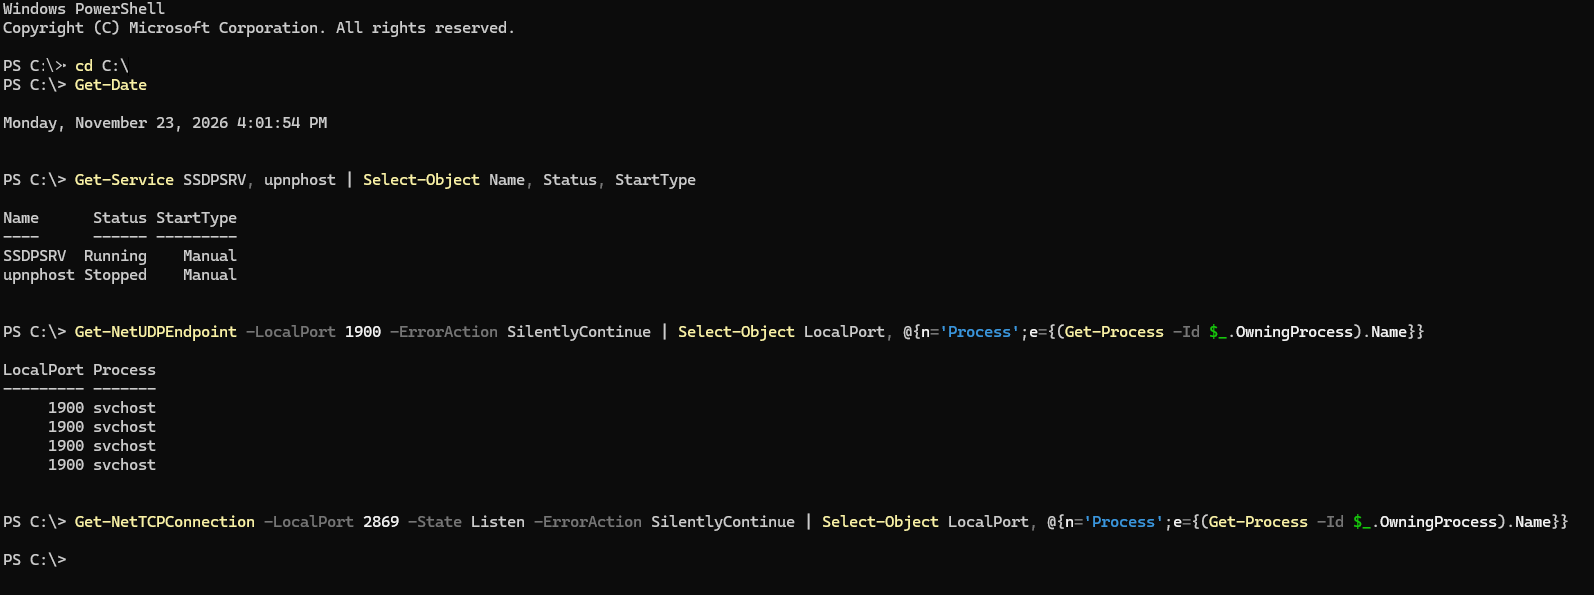 Windows PowerShell
Copyright (C) Microsoft Corporation. All rights reserved.
PS C:\> cd C:\
PS C:\> Get-Date
Monday, November 23, 2026 4:01:54 PM
PS C:\> Get-Service SSDPSRV, upnphost | Select-Object Name, Status, StartType
Name      Status StartType
----      ------ ---------
SSDPSRV  Running    Manual
upnphost Stopped    Manual
PS C:\> Get-NetUDPEndpoint -LocalPort 1900 -ErrorAction SilentlyContinue | Select-Object LocalPort, @{n='Process';e={(Get-Process -Id $_.OwningProcess).Name}}
LocalPort Process
--------- -------
     1900 svchost
     1900 svchost
     1900 svchost
     1900 svchost
PS C:\> Get-NetTCPConnection -LocalPort 2869 -State Listen -ErrorAction SilentlyContinue | Select-Object LocalPort, @{n='Process';e={(Get-Process -Id $_.OwningProcess).Name}}
PS C:\>